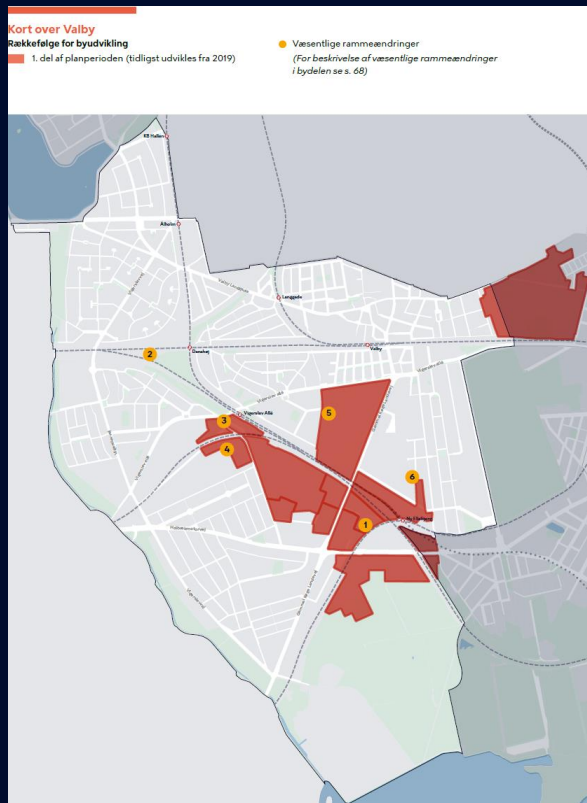 Kort over Valby
Rækkefølge for byudvikling
1. del af planperioden (tidligst udvikles fra 2019)
Væsentlige rammeændringer
(For beskrivelse af væsentlige rammeændringer
i bydelen se s. 68)
KB Hallen
Ålholm
Valby Langgade
Langgade
Danshøj
Valby
2
Vigerslev Allé
5
3
4
6
1
Ny Ellebjerg